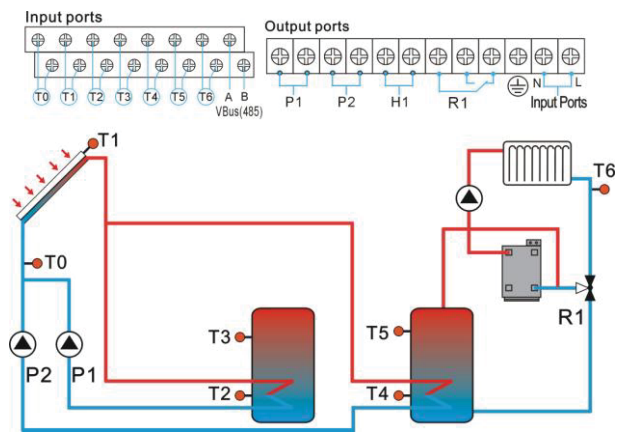 Input ports
T0 T1 T2 T3 T4 T5 T6 A B
VBus(485)
Output ports
P1 P2 H1 R1 N L
Input Ports
T1
T6
T0
R1
T3
T5
P2 P1
T2
T4